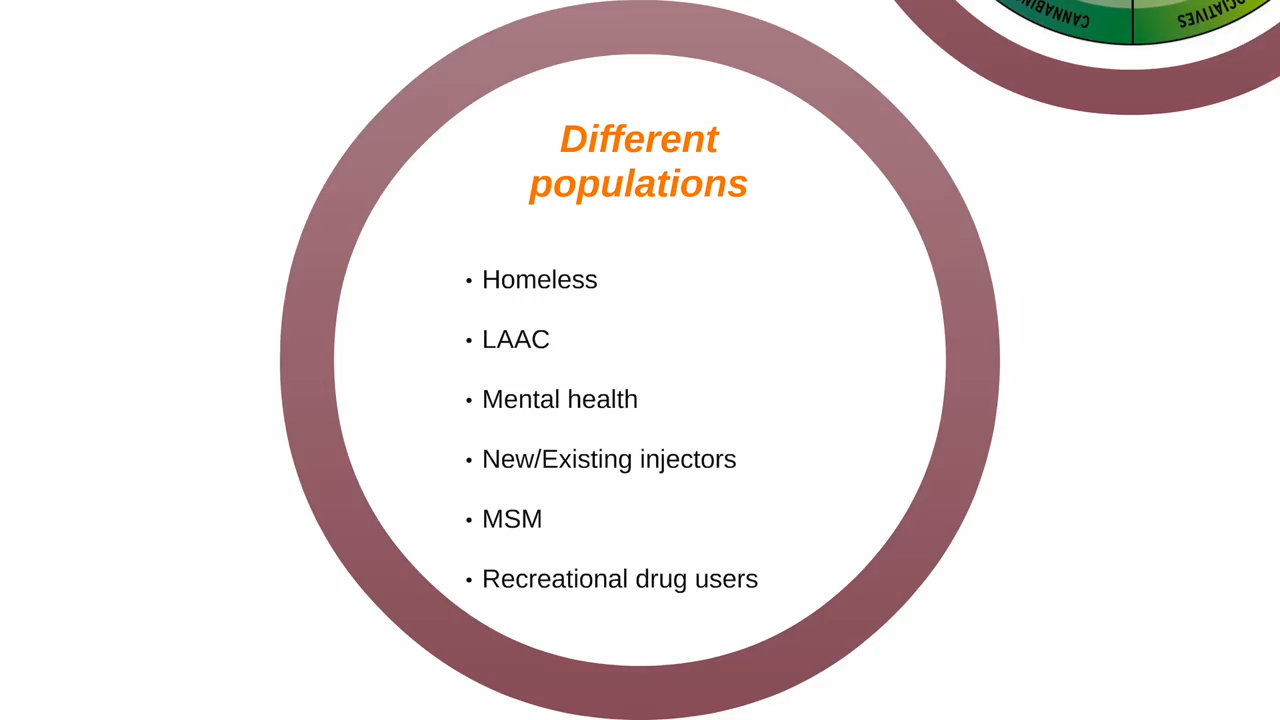 Different
populations
• Homeless
• LAAC
• Mental health
• New/Existing injectors
• MSM
• Recreational drug users